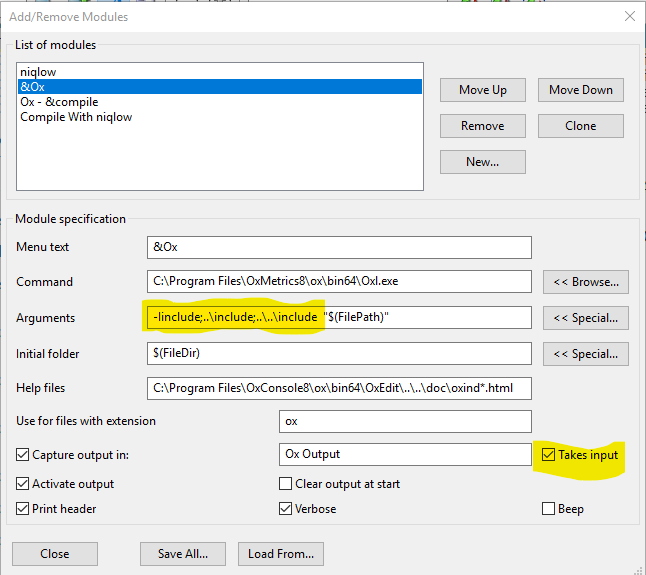 Add/Remove Modules
List of modules
niqlow
&Ox
Ox - &compile
Compile With niqlow
Move Up
Move Down
Remove
Clone
New...
Module specification
Menu text
&Ox
Command
C:\Program Files\OxMetrics8\ox\bin64\Oxl.exe
<< Browse...
Arguments
-Iinclude;..\include;..\..\include "$(FilePath)"
<< Special...
Initial folder
$(FileDir)
<< Special...
Help files
C:\Program Files\OxConsole8\ox\bin64\OxEdit\..\..\doc\oxind*.html
Use for files with extension
ox
Capture output in:
Ox Output
Takes input
Activate output
Clear output at start
Print header
Verbose
Beep
Close
Save All...
Load From...